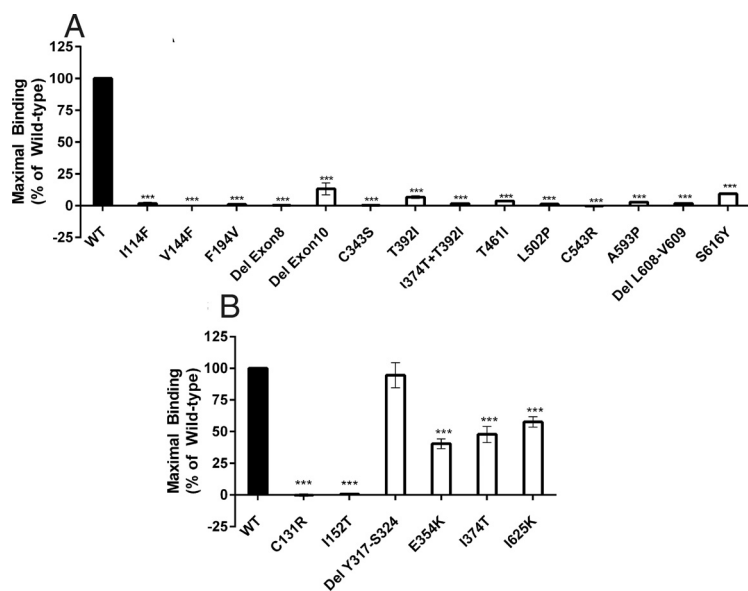 A
Maximal Binding
(% of Wild-type)
125
100
75
50
25
0
-25
***
***
***
***
***
***
***
***
***
***
***
***
***
***
WT
I114F
V144F
F194V
Del Exon8
Del Exon10
C343S
T392I
I374T+T392I
T461I
L502P
C543R
A593P
Del L608-V609
S616Y
B
Maximal Binding
(% of Wild-type)
125
100
75
50
25
0
-25
***
***
***
***
***
WT
C131R
I152T
Del Y317-S324
E354K
I374T
I625K